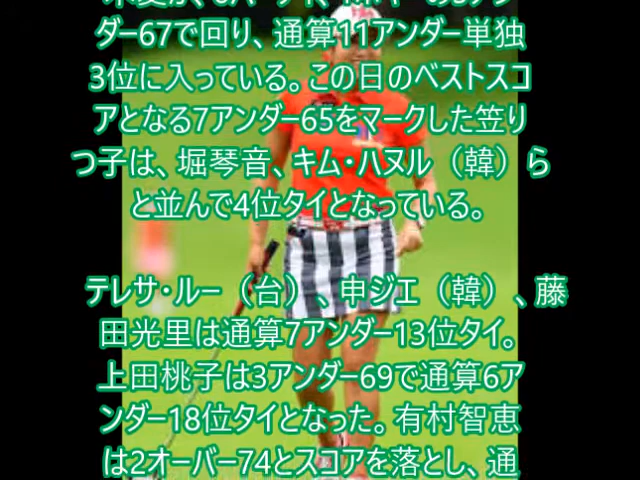 ダー67で回り、通算11アンダー単独
3位に入っている。この日のベストスコ
アとなる7アンダー65をマークした笠り
つ子は、堀琴音、キム・ハヌル（韓）ら
と並んで4位タイとなっている。
テレサ・ルー（台）、申ジエ（韓）、藤
田光里は通算7アンダー13位タイ。
上田桃子は3アンダー69で通算6ア
ンダー18位タイとなった。有村智恵
は2オーバー74とスコアを落とし、通